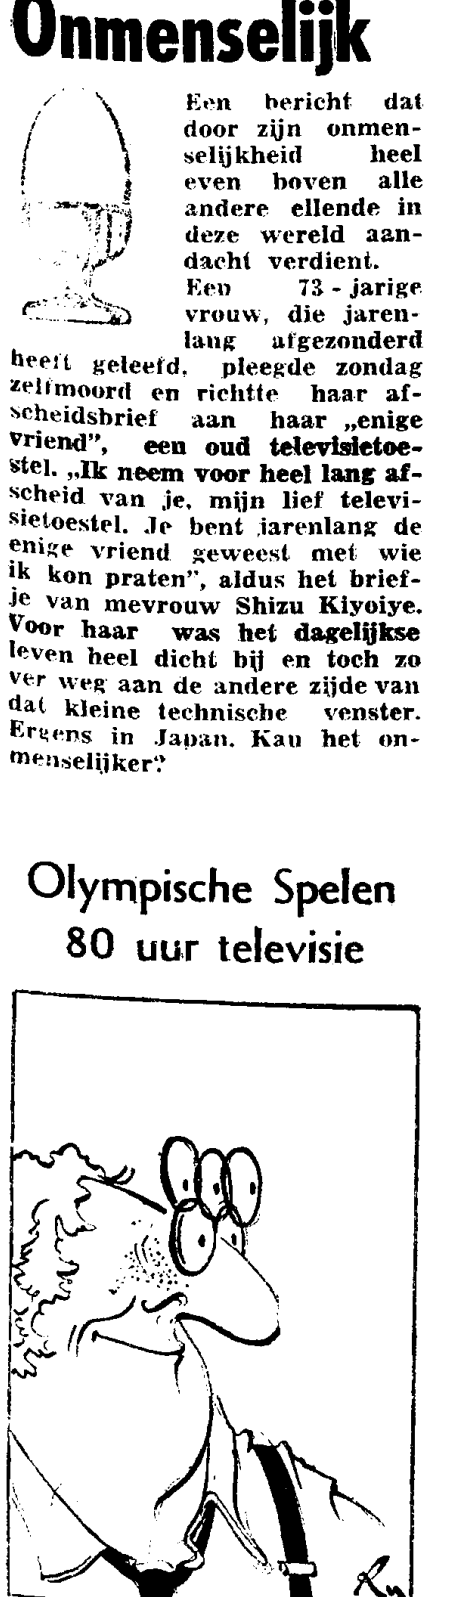 Onmenselijk
Een bericht dat
door zijn onmen-
selijkheid heel
even boven alle
andere ellende in
deze wereld aan-
dacht verdient.
Een 73-jarige
vrouw, die jaren-
lang afgezonderd
heeft geleefd, pleegde zondag
zelfmoord en richtte haar af-
scheidsbrief aan haar „enige
vriend”, een oud televisietoe-
stel. „Ik neem voor heel lang af-
scheid van je, mijn lief televi-
sietoestel. Je bent jarenlang de
enige vriend geweest met wie
ik kon praten”, aldus het brief-
je van mevrouw Shizu Kiyoiye.
Voor haar was het dagelijkse
leven heel dicht bij en toch zo
ver weg aan de andere zijde van
dat kleine technische venster.
Ergens in Japan. Kan het on-
menselijker?
Olympische Spelen
80 uur televisie